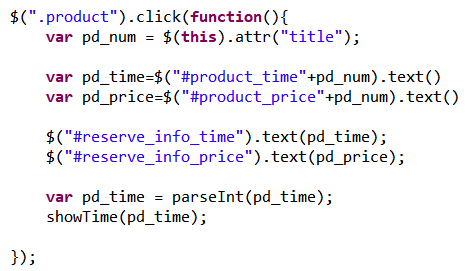 $(".product").click(function(){
var pd_num = $(this).attr("title");
var pd_time=$("#product_time"+pd_num).text()
var pd_price=$("#product_price"+pd_num).text()
$("#reserve_info_time").text(pd_time);
$("#reserve_info_price").text(pd_price);
var pd_time = parseInt(pd_time);
showTime(pd_time);
});